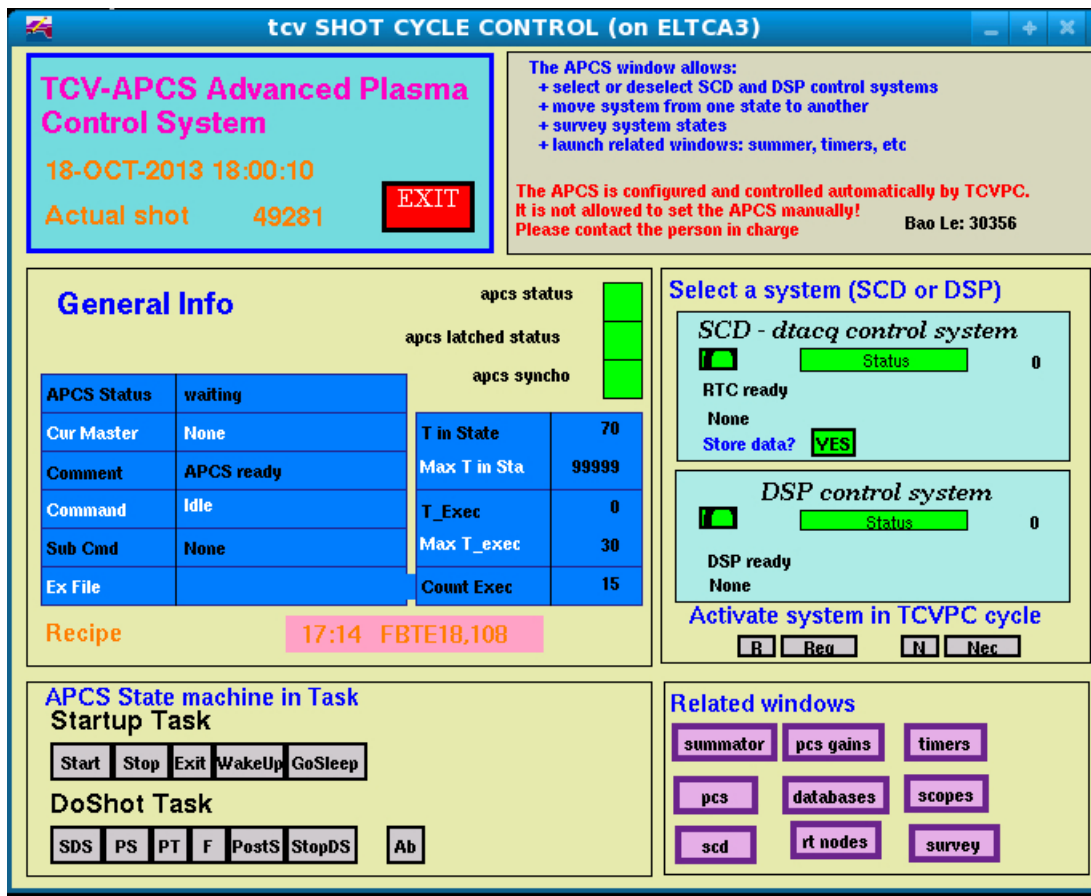 tcv SHOT CYCLE CONTROL (on ELTCA3)
TCV-APCS Advanced Plasma
Control System
18-OCT-2013 18:00:10
Actual shot 49281
EXIT
The APCS window allows:
+ select or deselect SCD and DSP control systems
+ move system from one state to another
+ survey system states
+ launch related windows: summer, timers, etc
The APCS is configured and controlled automatically by TCVPC.
It is not allowed to set the APCS manually!
Please contact the person in charge
Bao Le: 30356
General Info
apcs status
apcs latched status
apcs syncho
APCS Status waiting
Cur Master None
Comment APCS ready
Command Idle
Sub Cmd None
Ex File
T in State 70
Max T in Sta 99999
T_Exec 0
Max T_exec 30
Count Exec 15
Recipe 17:14 FBTE18,108
Select a system (SCD or DSP)
SCD - dtacq control system
Status 0
RTC ready
None
Store data? YES
DSP control system
Status 0
DSP ready
None
Activate system in TCVPC cycle
R Req N Nec
APCS State machine in Task
Startup Task
Start Stop Exit WakeUp GoSleep
DoShot Task
SDS PS PT F PostS StopDS Ab
Related windows
summator pcs gains timers
pcs databases scopes
scd rt nodes survey